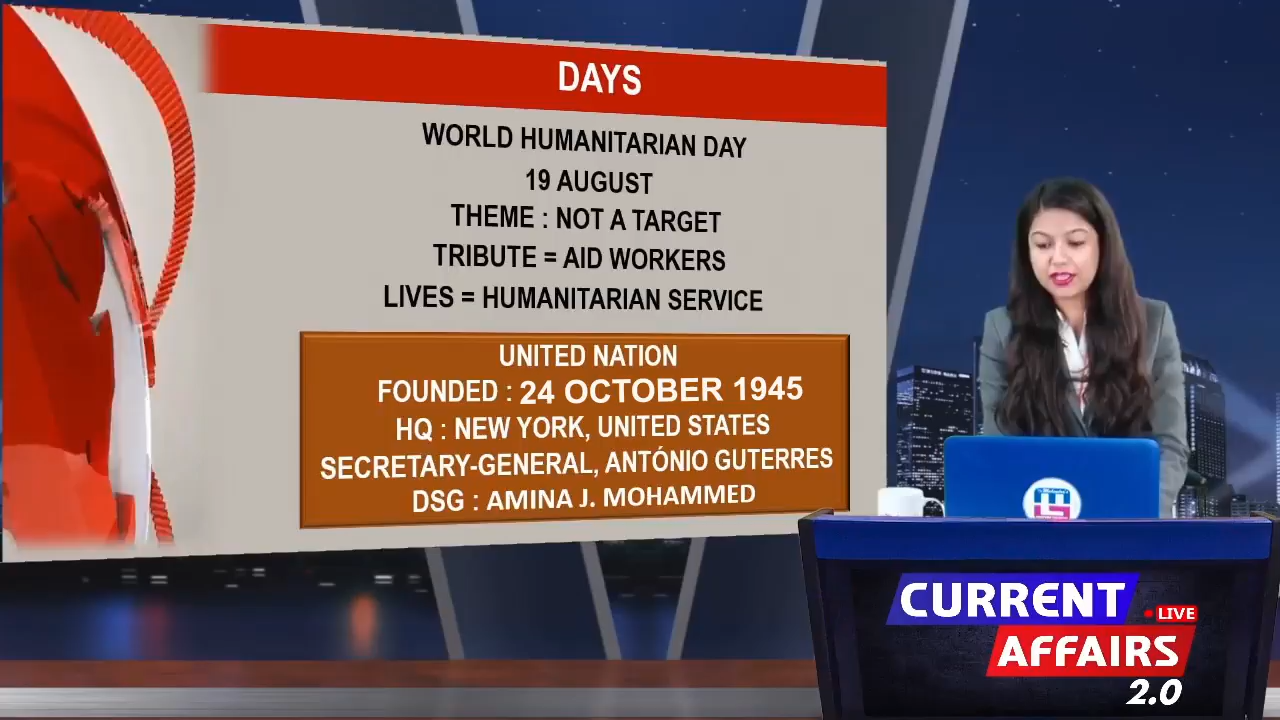 DAYS
WORLD HUMANITARIAN DAY
19 AUGUST
THEME : NOT A TARGET
TRIBUTE = AID WORKERS
LIVES = HUMANITARIAN SERVICE
UNITED NATION
FOUNDED : 24 OCTOBER 1945
HQ : NEW YORK, UNITED STATES
SECRETARY-GENERAL, ANTÓNIO GUTERRES
DSG : AMINA J. MOHAMMED
CURRENT
LIVE
AFFAIRS
2.0